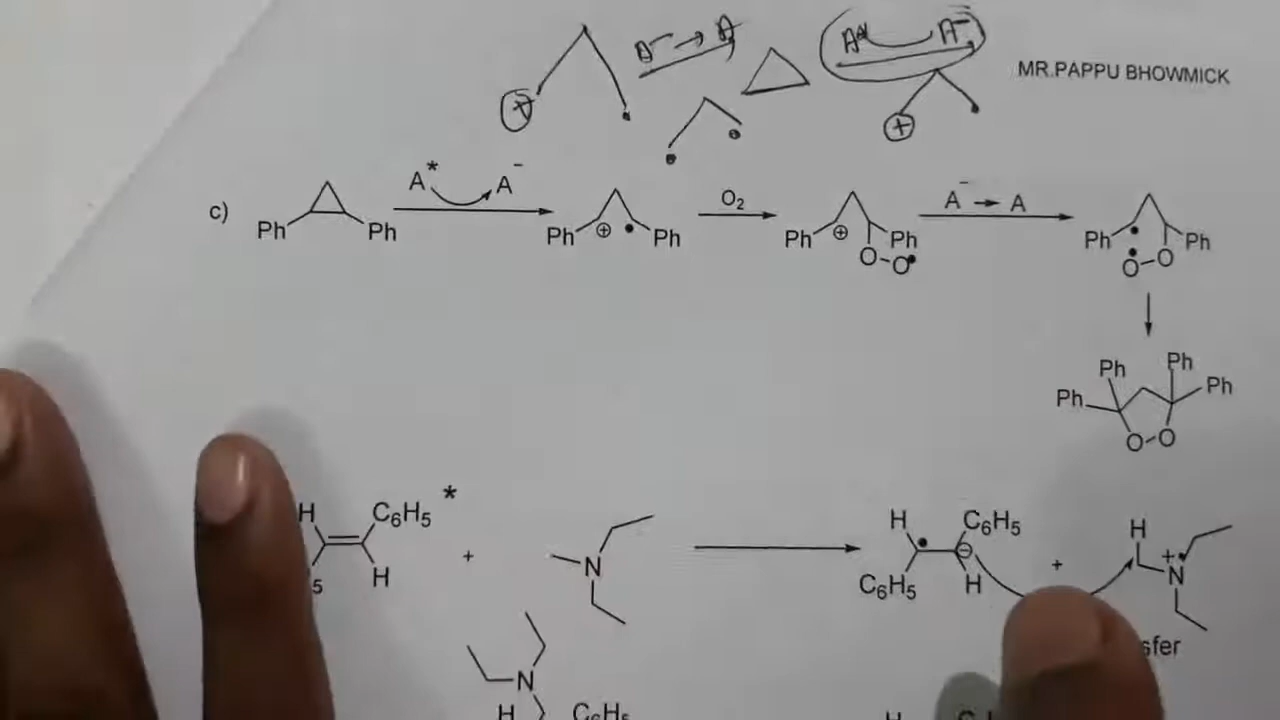 A⁻ → A
A* A⁻
⊕
⊕
MR.PAPPU BHOWMICK
c)
Ph Ph
A* A⁻
Ph ⊕ • Ph
O₂
Ph ⊕ Ph
O-O•
A⁻ → A
Ph • Ph
•O-O
Ph Ph
Ph Ph
O-O
H C₆H₅ *
5 H
+
N
H C₆H₅
• ⊖
C₆H₅ H
+
H
+•
N
sfer
N
H C₆H₅
H